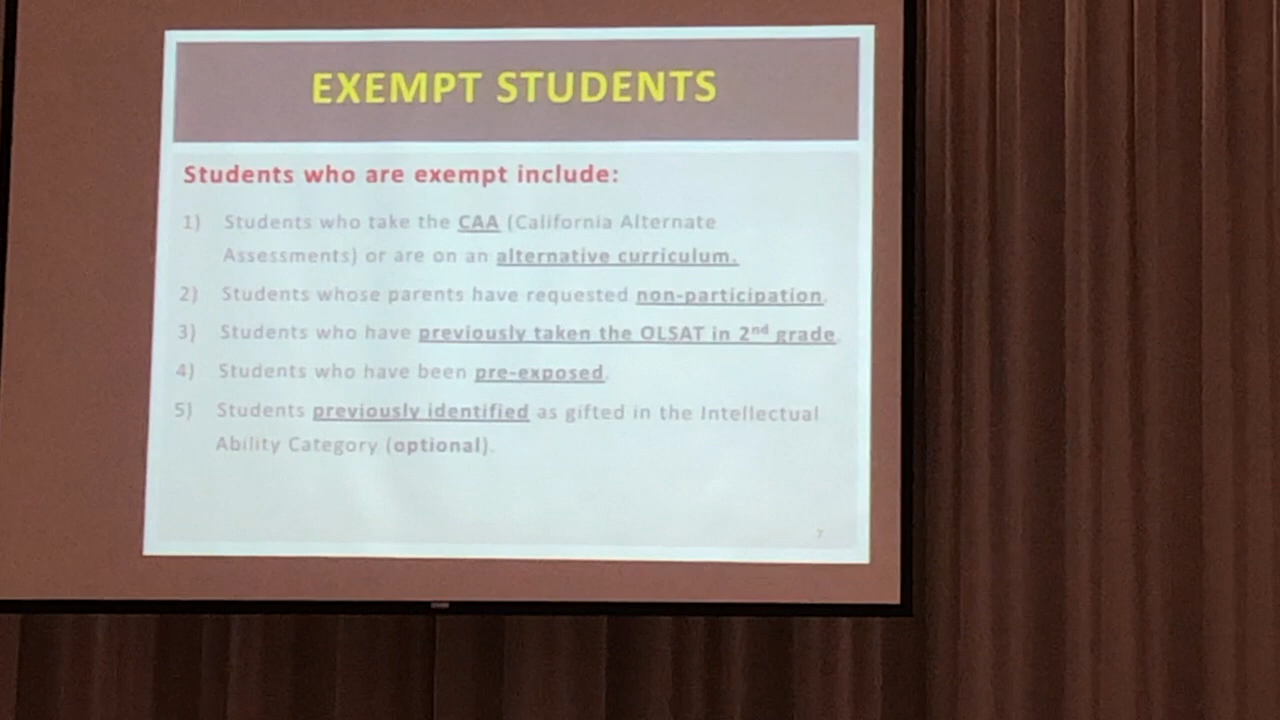 EXEMPT STUDENTS
Students who are exempt include:
1) Students who take the CAA (California Alternate
Assessments) or are on an alternative curriculum.
2) Students whose parents have requested non-participation.
3) Students who have previously taken the OLSAT in 2nd grade.
4) Students who have been pre-exposed.
5) Students previously identified as gifted in the Intellectual
Ability Category (optional).
7